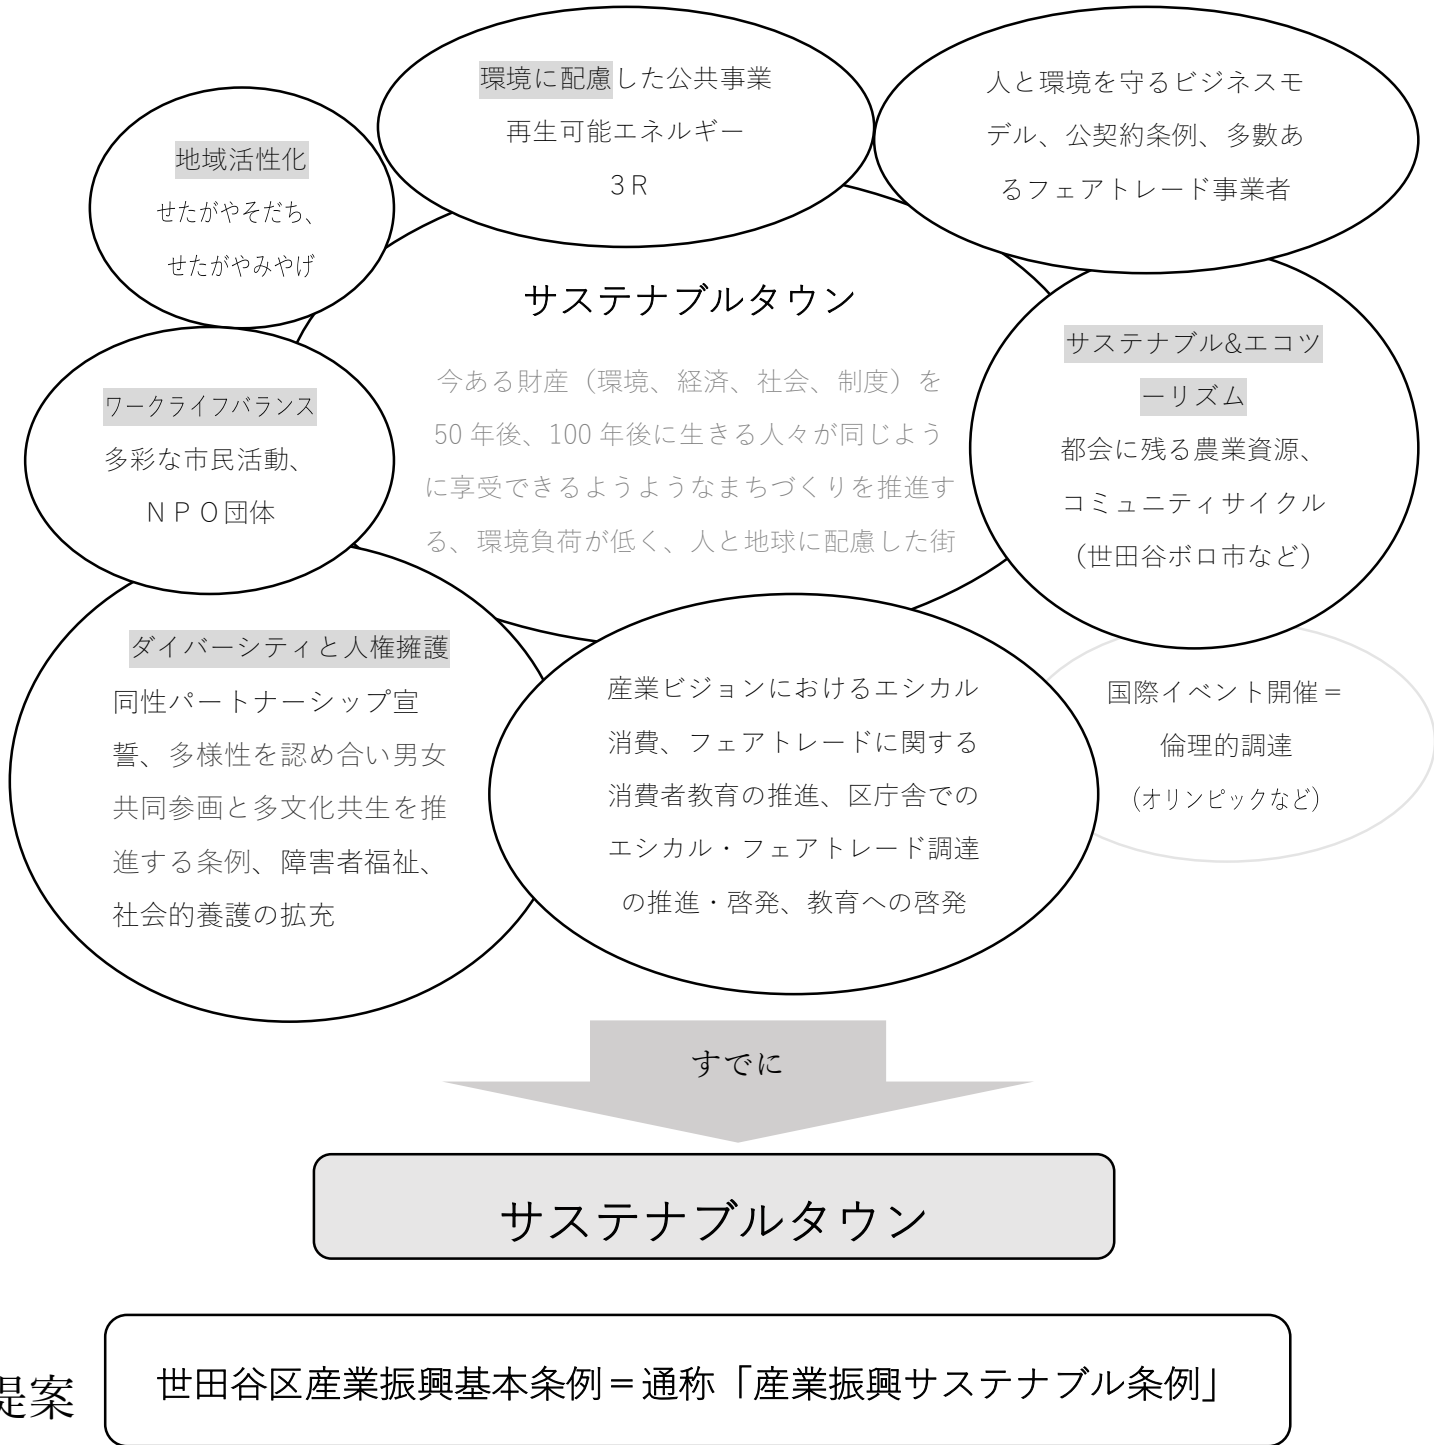 環境に配慮した公共事業
再生可能エネルギー
３R
人と環境を守るビジネスモ
デル、公契約条例、多數あ
るフェアトレード事業者
地域活性化
せたがやそだち、
せたがやみやげ
サステナブルタウン
今ある財産（環境、経済、社会、制度）を
50 年後、100 年後に生きる人々が同じよう
に享受できるようようなまちづくりを推進す
る、環境負荷が低く、人と地球に配慮した街
サステナブル&エコツ
ーリズム
都会に残る農業資源、
コミュニティサイクル
（世田谷ボロ市など）
ワークライフバランス
多彩な市民活動、
ＮＰＯ団体
ダイバーシティと人権擁護
同性パートナーシップ宣
誓、多様性を認め合い男女
共同参画と多文化共生を推
進する条例、障害者福祉、
社会的養護の拡充
産業ビジョンにおけるエシカル
消費、フェアトレードに関する
消費者教育の推進、区庁舎での
エシカル・フェアトレード調達
の推進・啓発、教育への啓発
国際イベント開催＝
倫理的調達
（オリンピックなど）
すでに
サステナブルタウン
提案
世田谷区産業振興基本条例＝通称「産業振興サステナブル条例」